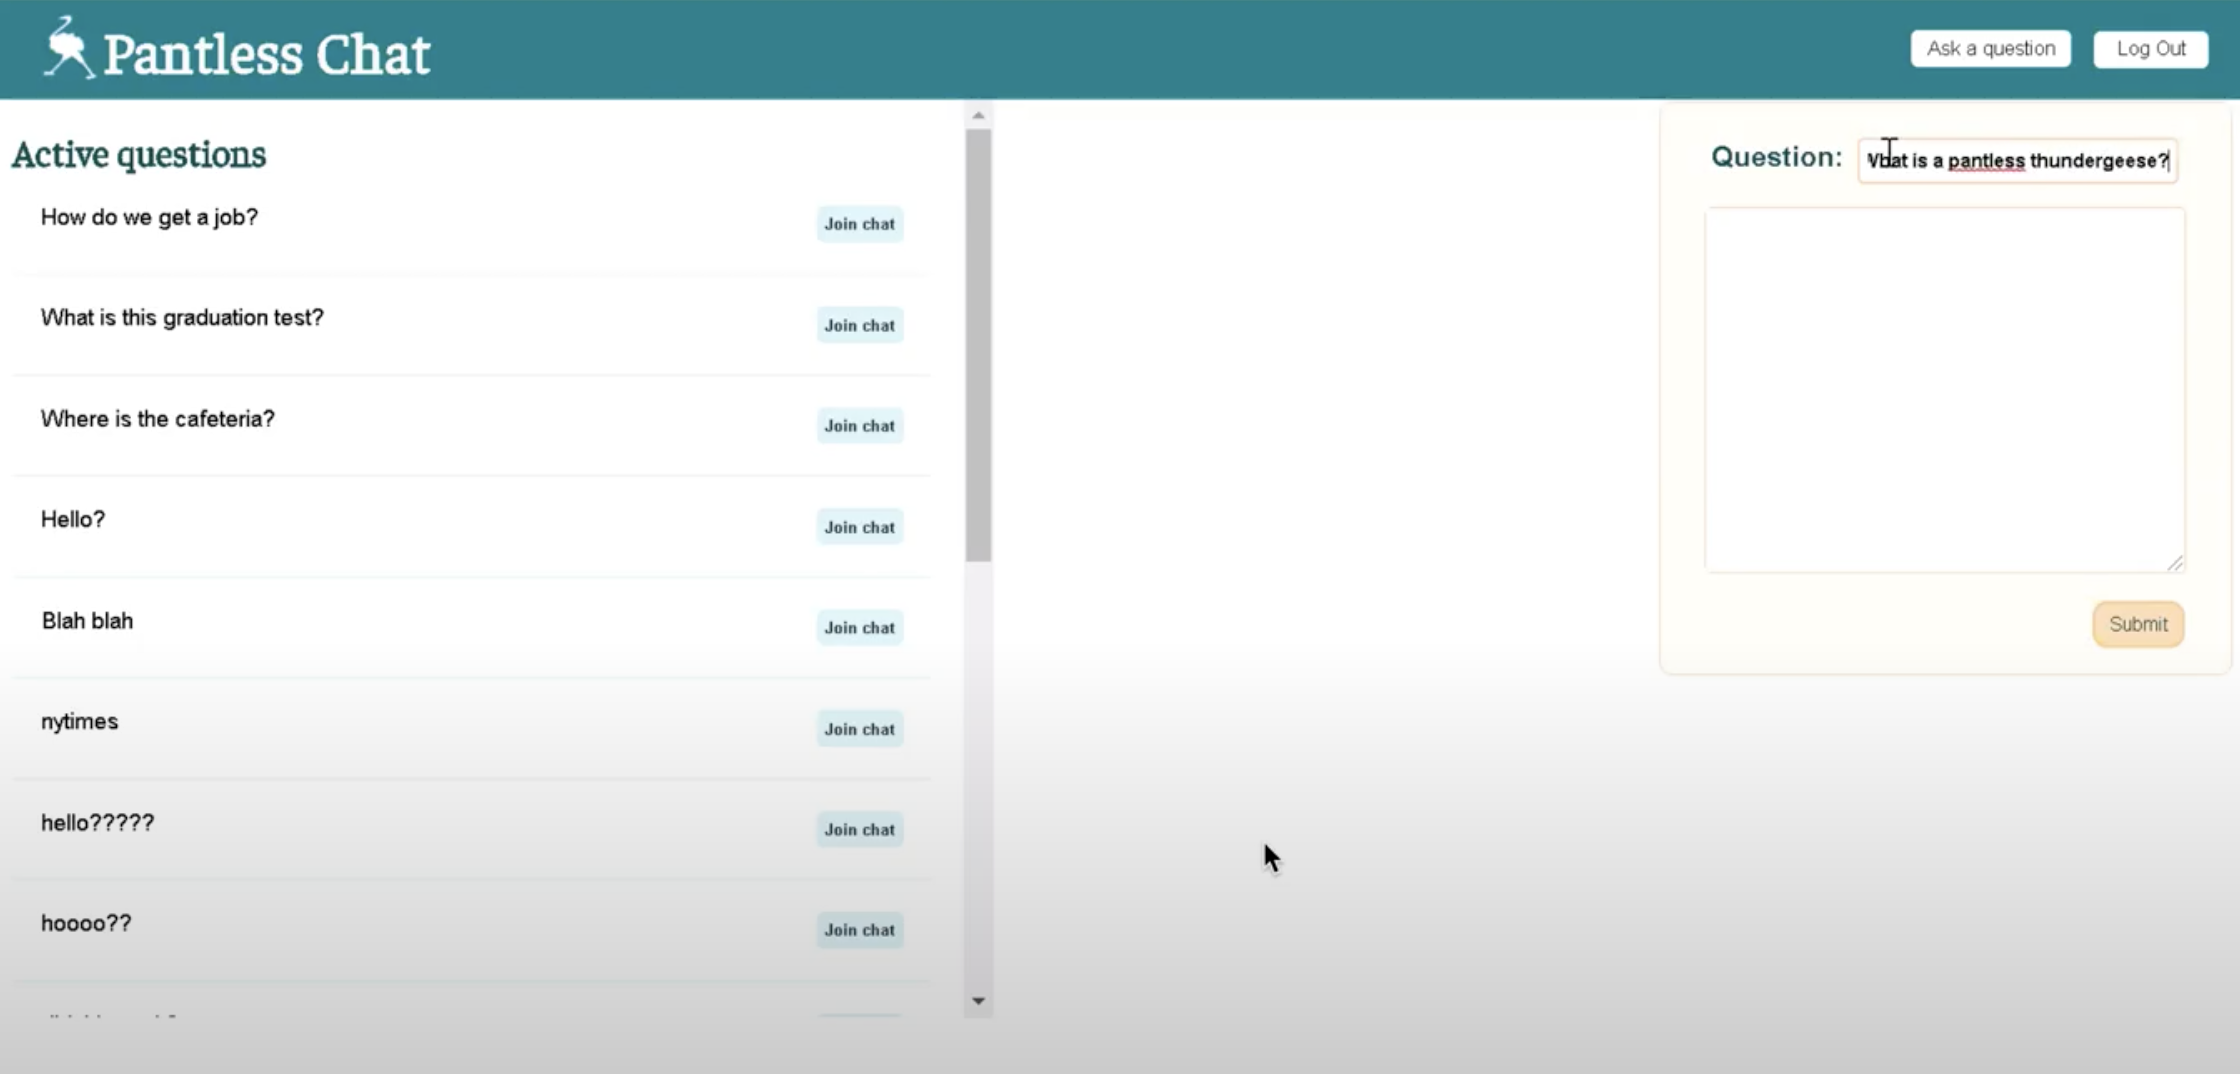 Pantless Chat
Ask a question
Log Out
Active questions
How do we get a job?
Join chat
What is this graduation test?
Join chat
Where is the cafeteria?
Join chat
Hello?
Join chat
Blah blah
Join chat
nytimes
Join chat
hello?????
Join chat
hoooo??
Join chat
Question:
What is a pantless thundergeese?
Submit